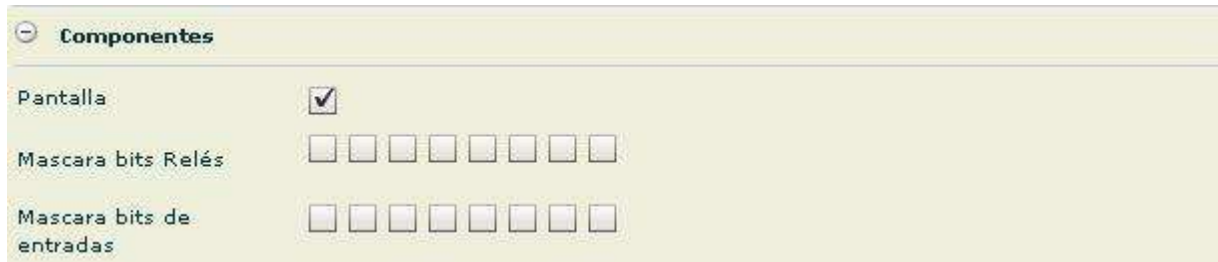 Componentes
Pantalla
Mascara bits Relés
Mascara bits de
entradas